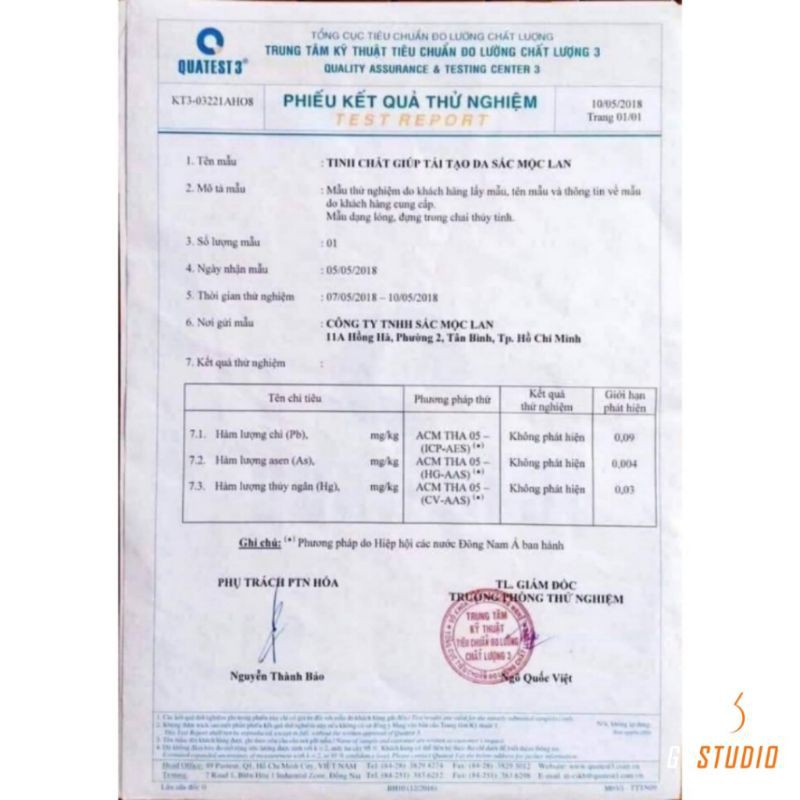 TỔNG CỤC TIÊU CHUẨN ĐO LƯỜNG CHẤT LƯỢNG
TRUNG TÂM KỸ THUẬT TIÊU CHUẨN ĐO LƯỜNG CHẤT LƯỢNG 3
QUALITY ASSURANCE & TESTING CENTER 3
QUATEST 3®
KT3-03221AHO8
PHIẾU KẾT QUẢ THỬ NGHIỆM
TEST REPORT
10/05/2018
Trang 01/01
1. Tên mẫu : TINH CHẤT GIÚP TÁI TẠO DA SẮC MỘC LAN
2. Mô tả mẫu : Mẫu thử nghiệm do khách hàng lấy mẫu, tên mẫu và thông tin về mẫu
do khách hàng cung cấp.
Mẫu dạng lỏng, đựng trong chai thủy tinh.
3. Số lượng mẫu : 01
4. Ngày nhận mẫu : 05/05/2018
5. Thời gian thử nghiệm : 07/05/2018 – 10/05/2018
6. Nơi gửi mẫu : CÔNG TY TNHH SẮC MỘC LAN
11A Hồng Hà, Phường 2, Tân Bình, Tp. Hồ Chí Minh
7. Kết quả thử nghiệm :
Tên chỉ tiêu Phương pháp thử Kết quả thử nghiệm Giới hạn phát hiện
7.1. Hàm lượng chì (Pb), mg/kg ACM THA 05 – (ICP-AES) (*) Không phát hiện 0,09
7.2. Hàm lượng asen (As), mg/kg ACM THA 05 – (HG-AAS) (*) Không phát hiện 0,004
7.3. Hàm lượng thủy ngân (Hg), mg/kg ACM THA 05 – (CV-AAS) (*) Không phát hiện 0,03
Ghi chú: (*) Phương pháp do Hiệp hội các nước Đông Nam Á ban hành
PHỤ TRÁCH PTN HÓA
TL. GIÁM ĐỐC
TRƯỞNG PHÒNG THỬ NGHIỆM
TRUNG TÂM
KỸ THUẬT
TIÊU CHUẨN ĐO LƯỜNG
CHẤT LƯỢNG 3
Nguyễn Thành Bảo
Ngô Quốc Việt
STUDIO